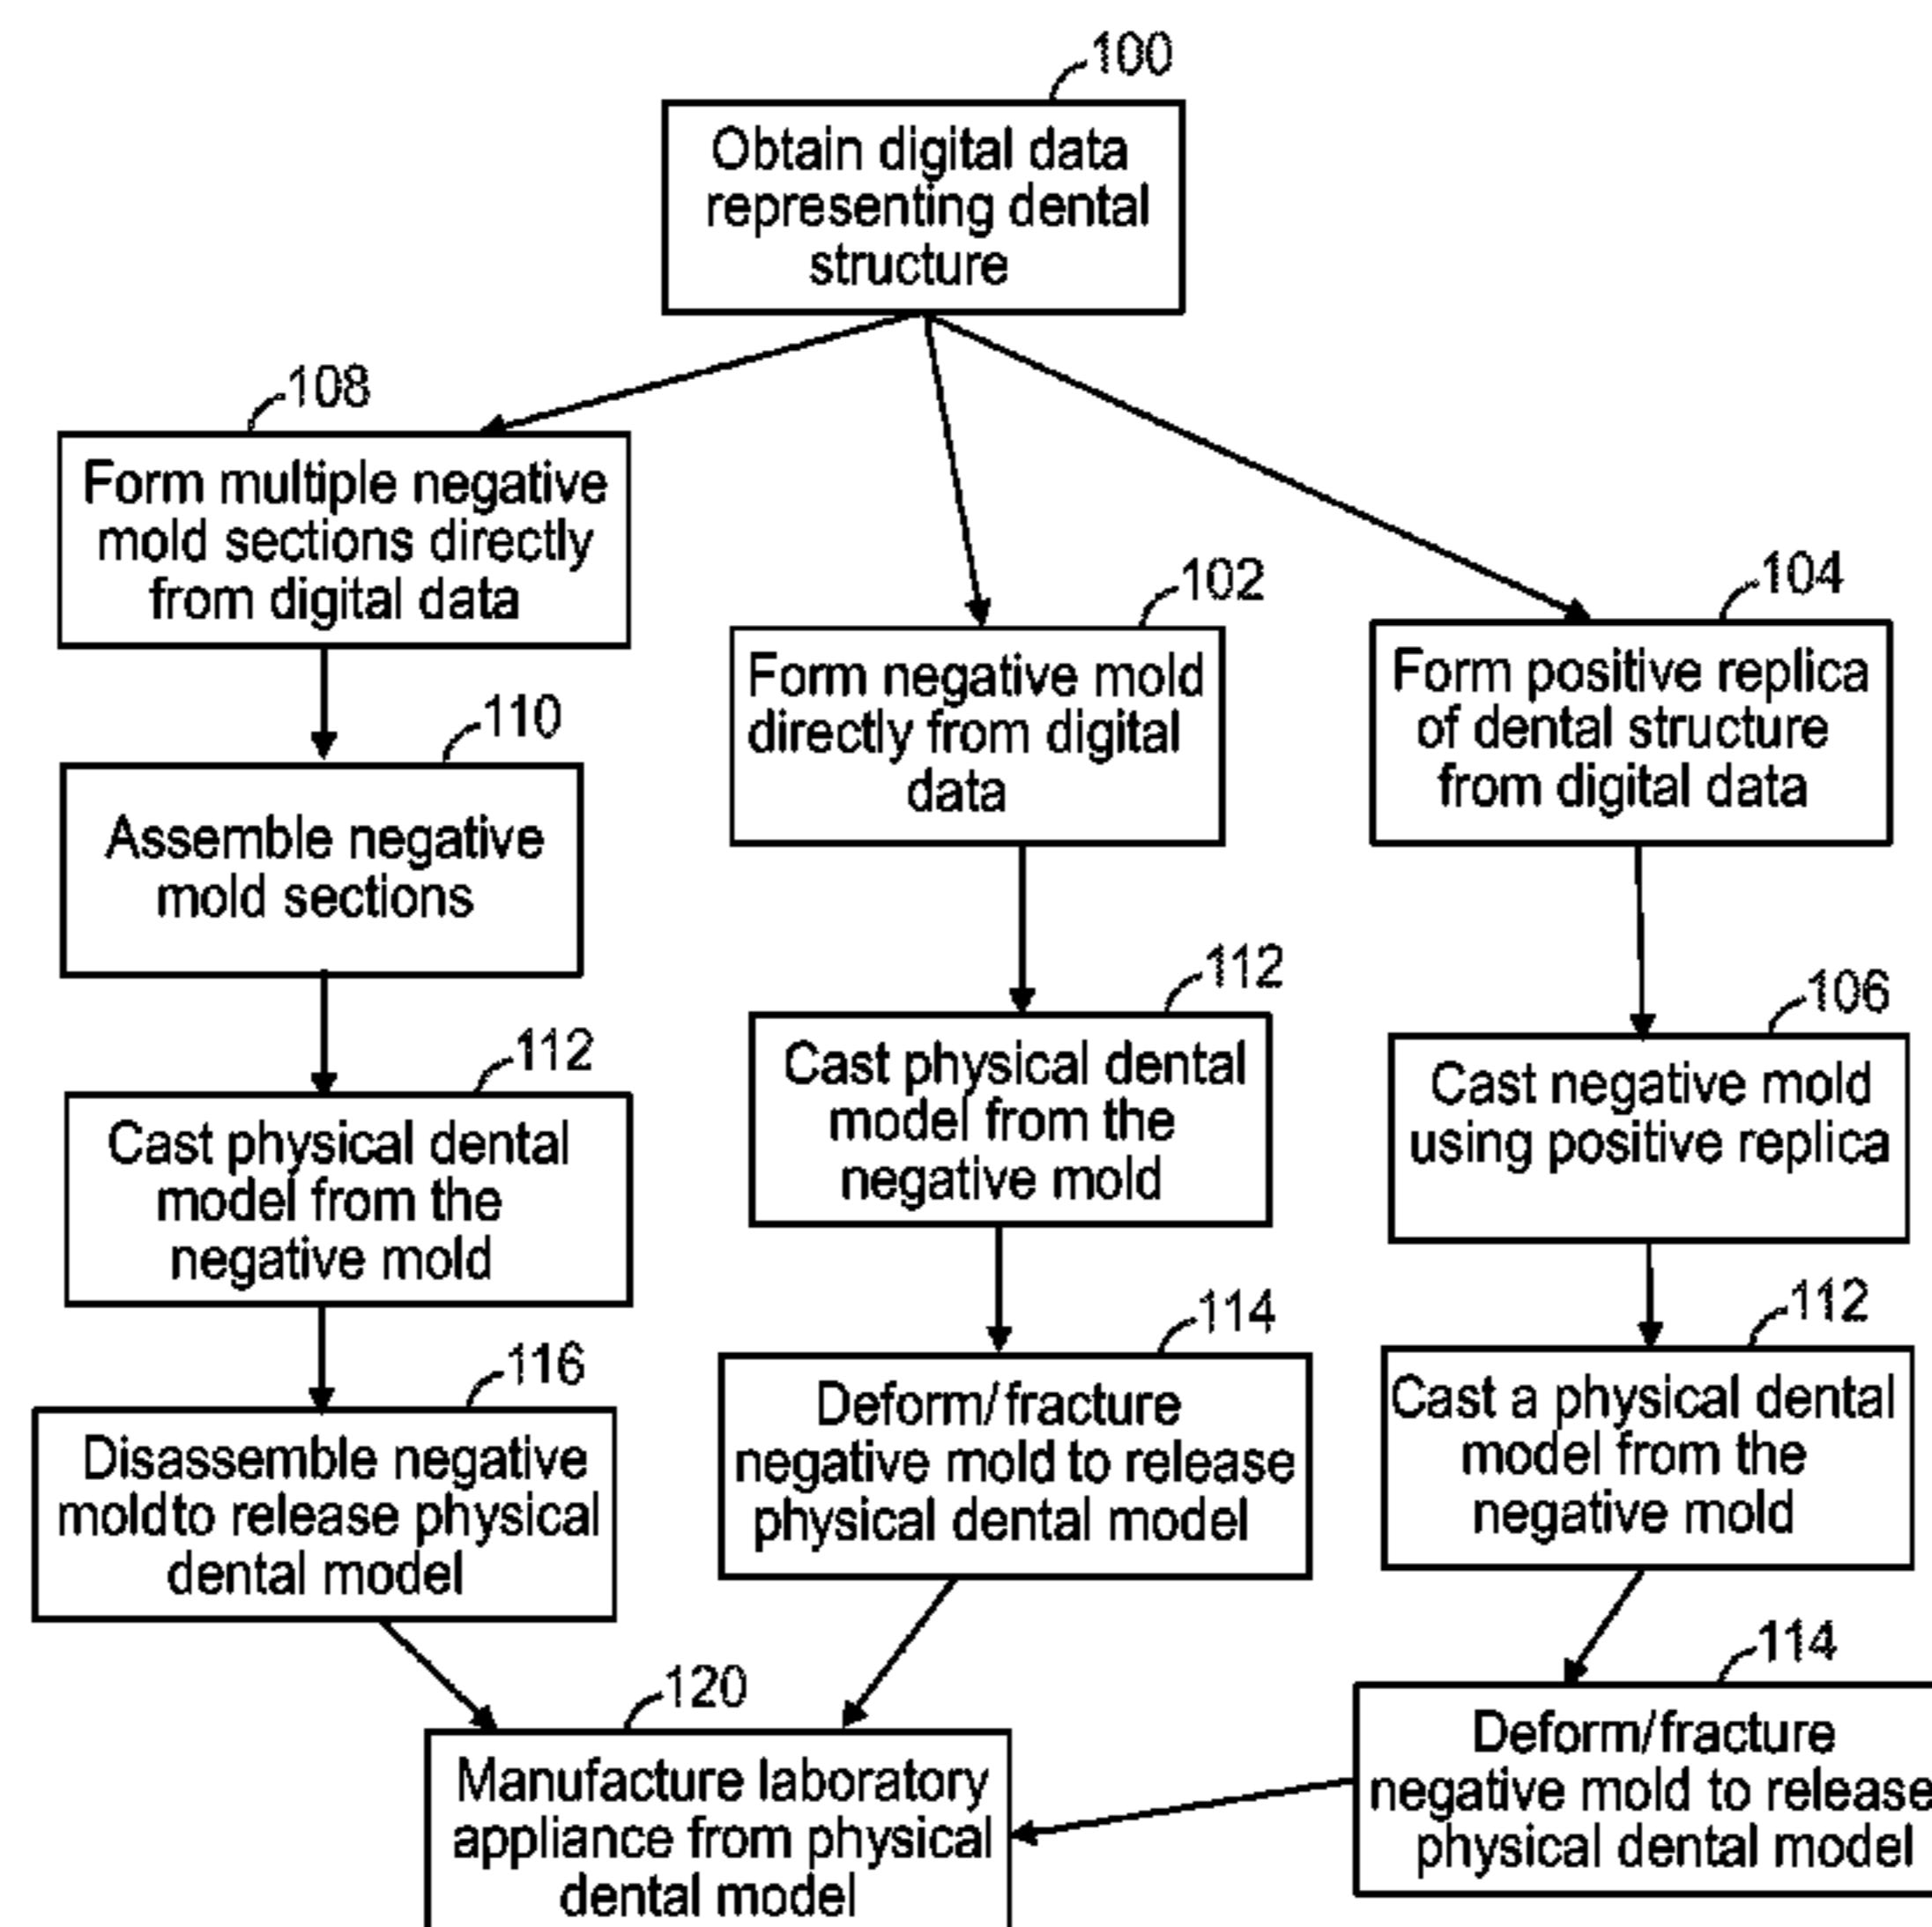 100
Obtain digital data
representing dental
structure
108
Form multiple negative
mold sections directly
from digital data
110
Assemble negative
mold sections
112
Cast physical dental
model from the
negative mold
116
Disassemble negative
moldto release physical
dental model
102
Form negative mold
directly from digital
data
112
Cast physical dental
model from the
negative mold
114
Deform/fracture
negative mold to release
physical dental model
104
Form positive replica
of dental structure
from digital data
106
Cast negative mold
using positive replica
112
Cast a physical dental
model from the
negative mold
114
Deform/fracture
negative mold to release
physical dental model
120
Manufacture laboratory
appliance from physical
dental model